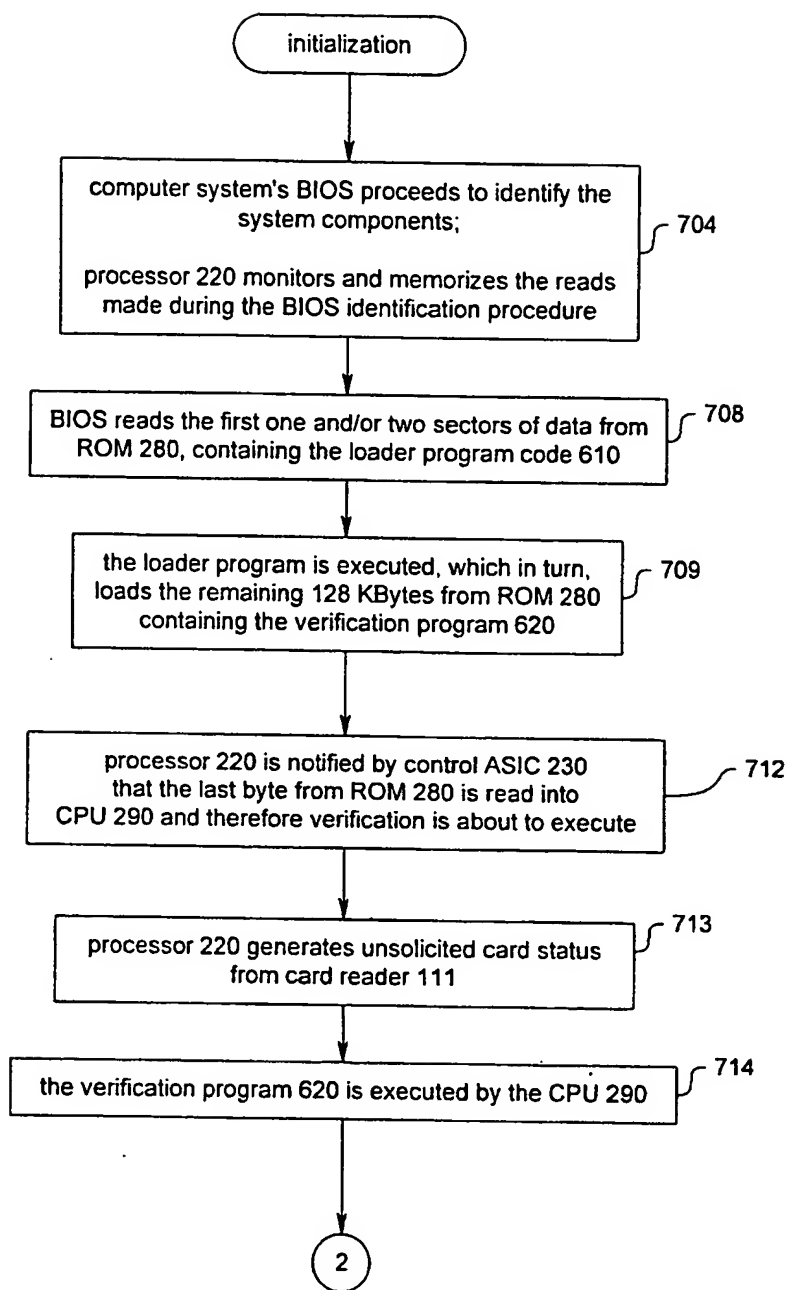 initialization
computer system's BIOS proceeds to identify the
system components;
processor 220 monitors and memorizes the reads
made during the BIOS identification procedure
704
BIOS reads the first one and/or two sectors of data from
ROM 280, containing the loader program code 610
708
the loader program is executed, which in turn,
loads the remaining 128 KBytes from ROM 280
containing the verification program 620
709
processor 220 is notified by control ASIC 230
that the last byte from ROM 280 is read into
CPU 290 and therefore verification is about to execute
712
processor 220 generates unsolicited card status
from card reader 111
713
the verification program 620 is executed by the CPU 290
714
2